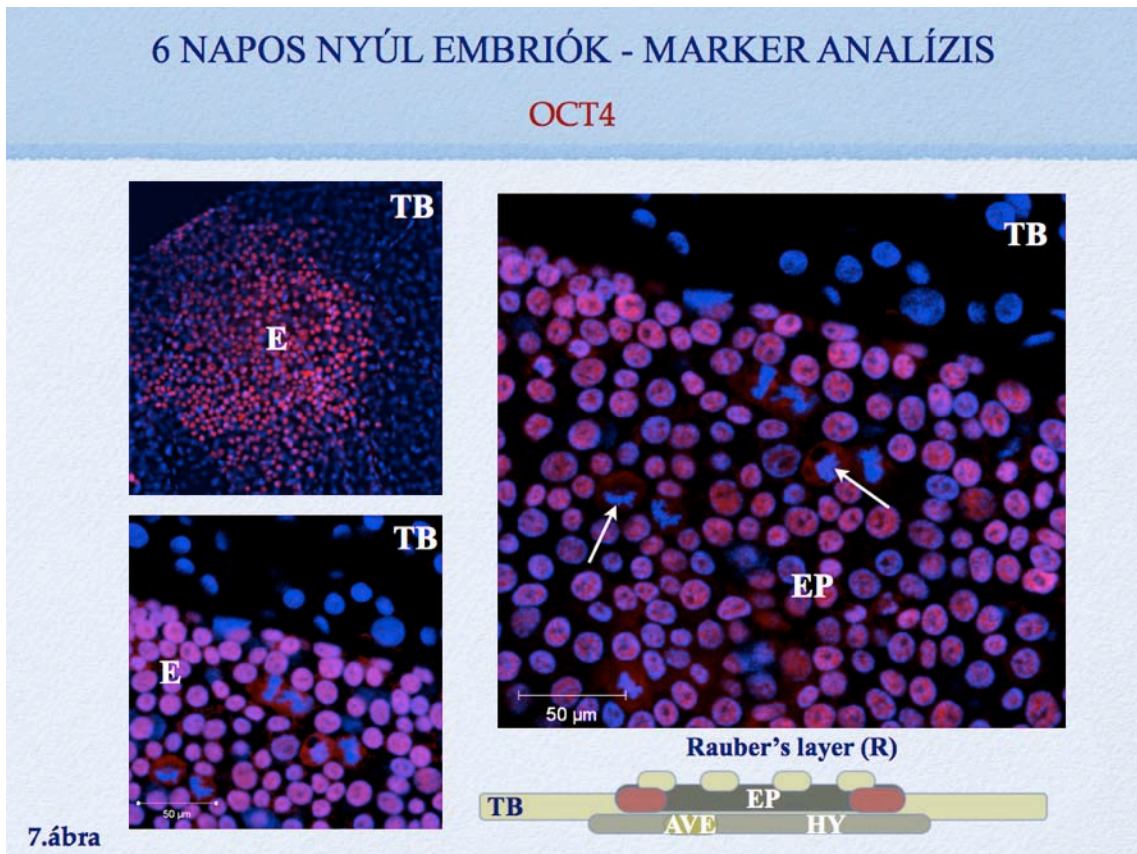 6 NAPOS NYÚL EMBRIÓK - MARKER ANALÍZIS
OCT4
TB
E
TB
E
50 µm
TB
EP
50 µm
Rauber's layer (R)
TB
EP
AVE
HY
7.ábra